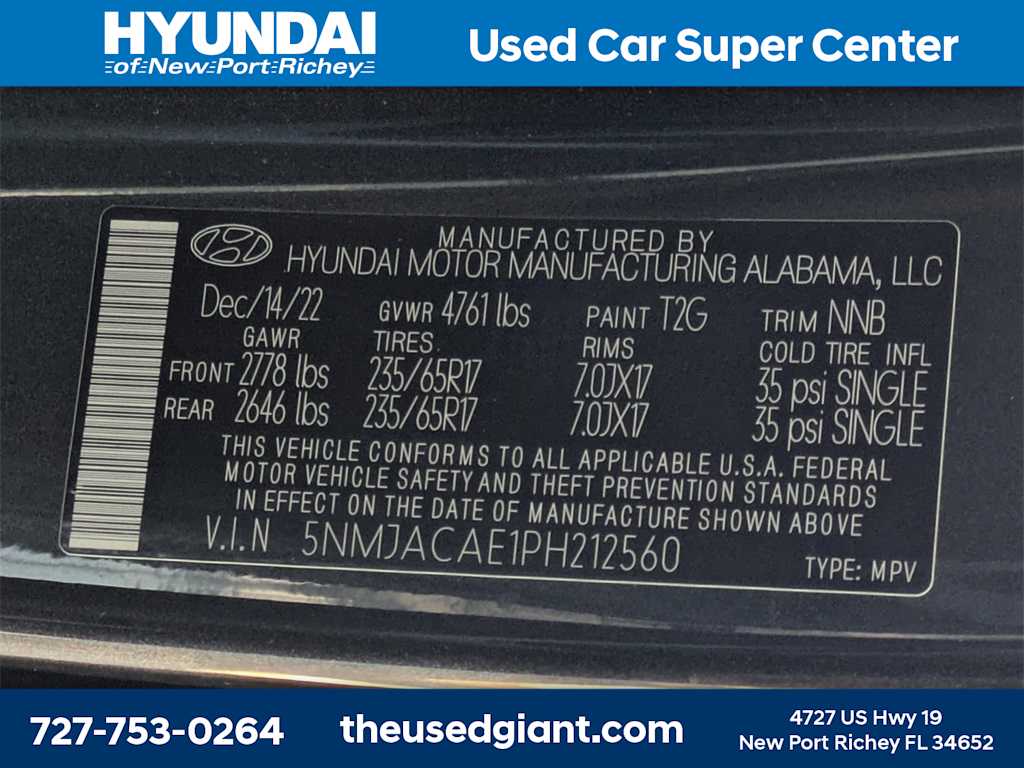 HYUNDAI
of New Port Richey
Used Car Super Center
MANUFACTURED BY
HYUNDAI MOTOR MANUFACTURING ALABAMA, LLC
Dec/14/22 GVWR 4761 lbs PAINT T2G TRIM NNB
GAWR TIRES RIMS COLD TIRE INFL
FRONT 2778 lbs 235/65R17 7.0JX17 35 psi SINGLE
REAR 2646 lbs 235/65R17 7.0JX17 35 psi SINGLE
THIS VEHICLE CONFORMS TO ALL APPLICABLE U.S.A. FEDERAL
MOTOR VEHICLE SAFETY AND THEFT PREVENTION STANDARDS
IN EFFECT ON THE DATE OF MANUFACTURE SHOWN ABOVE
V.I.N 5NMJACAE1PH212560
TYPE: MPV
727-753-0264
theusedgiant.com
4727 US Hwy 19
New Port Richey FL 34652